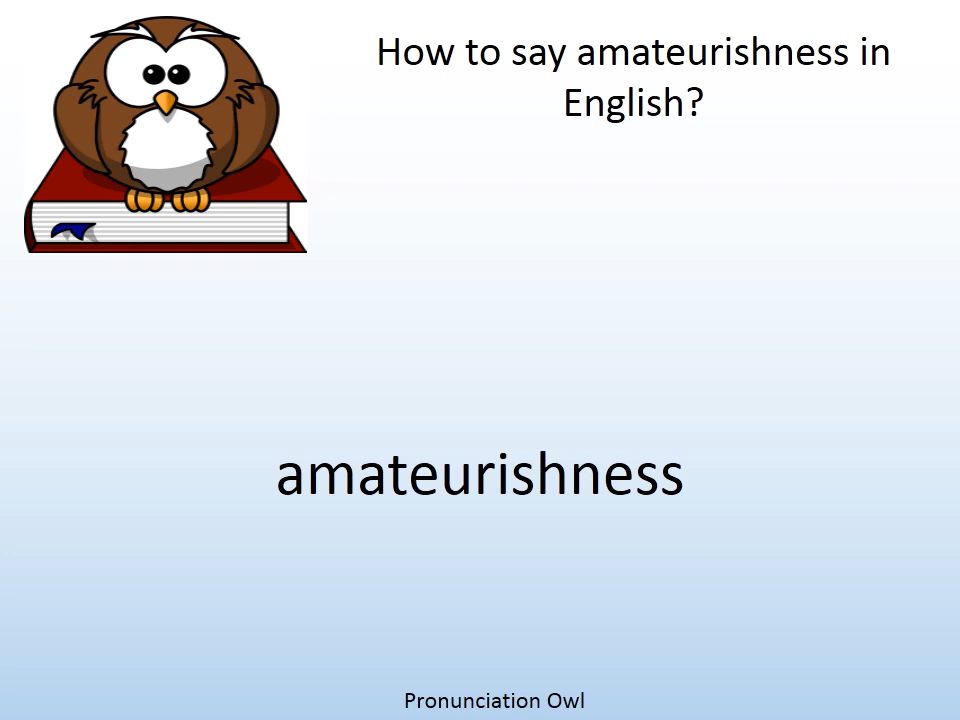 How to say amateurishness in
English?
amateurishness
Pronunciation Owl